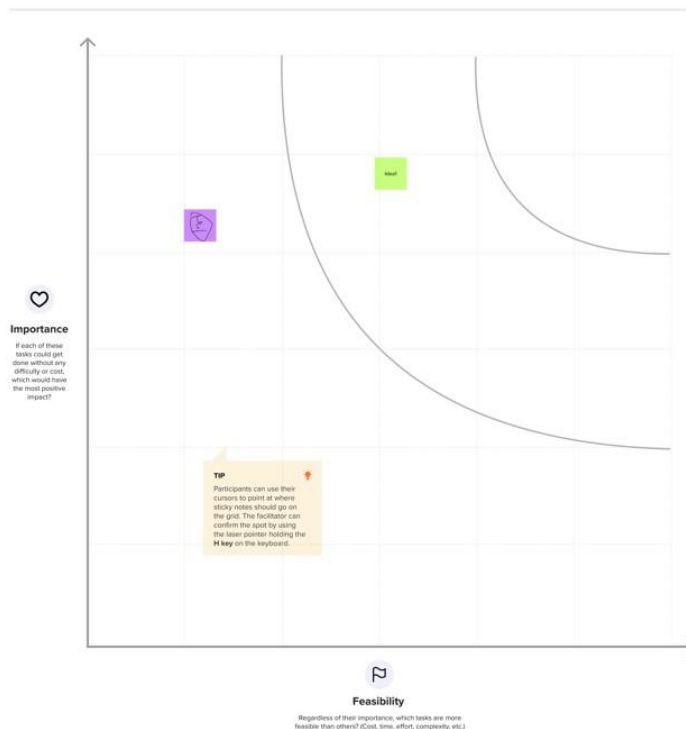 Importance
If each of these
tasks could get
done without any
difficulty or cost,
which would have
the most positive
impact?
TIP
Participants can use their
cursors to point at where
sticky notes should go on
the grid. The facilitator can
confirm the spot by using
the laser pointer holding the
H key on the keyboard.
Feasibility
Regardless of their importance, which tasks are more
feasible than others? (Cost, time, effort, complexity, etc.)